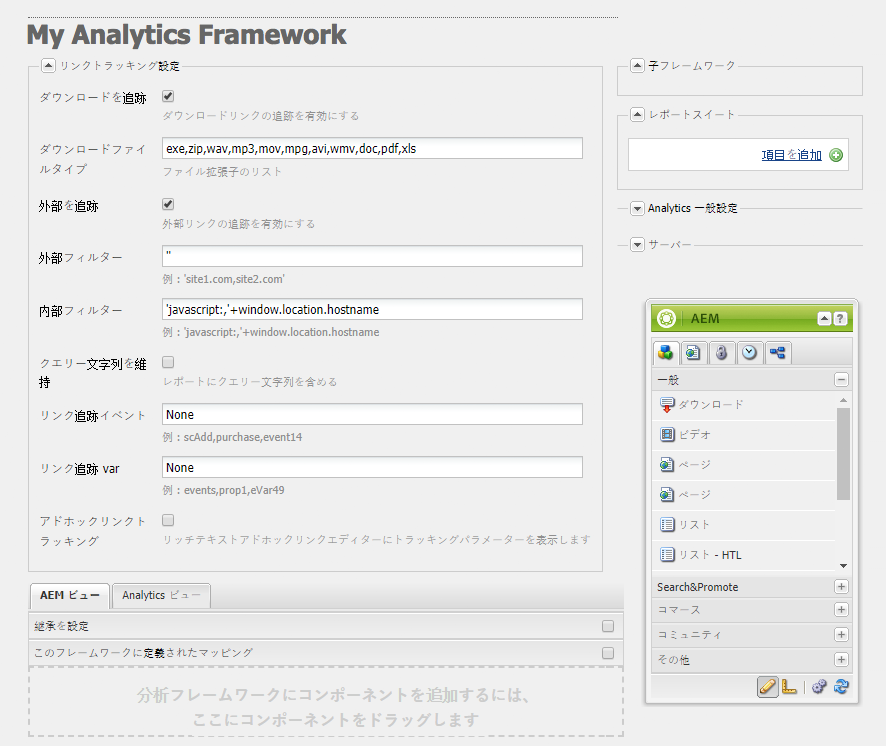 My Analytics Framework
リンクトラッキング設定
ダウンロードを追跡
ダウンロードリンクの追跡を有効にする
ダウンロードファイ
ルタイプ
exe,zip,wav,mp3,mov,mpg,avi,wmv,doc,pdf,xls
ファイル拡張子のリスト
外部を追跡
外部リンクの追跡を有効にする
外部フィルター
''
例：'site1.com,site2.com'
内部フィルター
'javascript:,'+window.location.hostname
例：'javascript:,'+window.location.hostname
クエリー文字列を維
持
レポートにクエリー文字列を含める
リンク追跡イベント
None
例：scAdd,purchase,event14
リンク追跡 var
None
例：events,prop1,eVar49
アドホックリンクト
ラッキング
リッチテキストアドホックリンクエディターにトラッキングパラメーターを表示します
AEM ビュー
Analytics ビュー
継承を設定
このフレームワークに定義されたマッピング
分析フレームワークにコンポーネントを追加するには、
ここにコンポーネントをドラッグします
子フレームワーク
レポートスイート
項目を追加
Analytics 一般設定
サーバー
AEM
?
一般
ダウンロード
ビデオ
ページ
ページ
リスト
リスト - HTL
Search&Promote
コマース
コミュニティ
その他